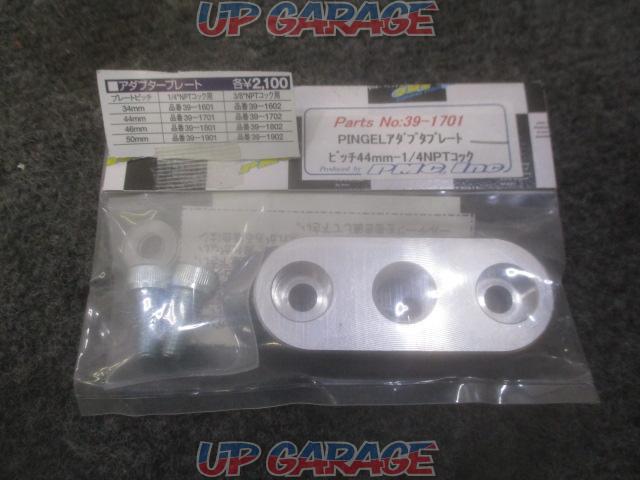 UP GARAGE
■アダプタープレート 各¥2,100
プレートピッチ 1/4"NPTコック用 3/8"NPTコック用
34mm 品番39-1601 品番39-1602
44mm 品番39-1701 品番39-1702
46mm 品番39-1801 品番39-1802
50mm 品番39-1901 品番39-1902
Parts No:39-1701
PINGELアダプタプレート
ピッチ44mm-1/4NPTコック
Produced by PMC Inc.
UP GARAGE